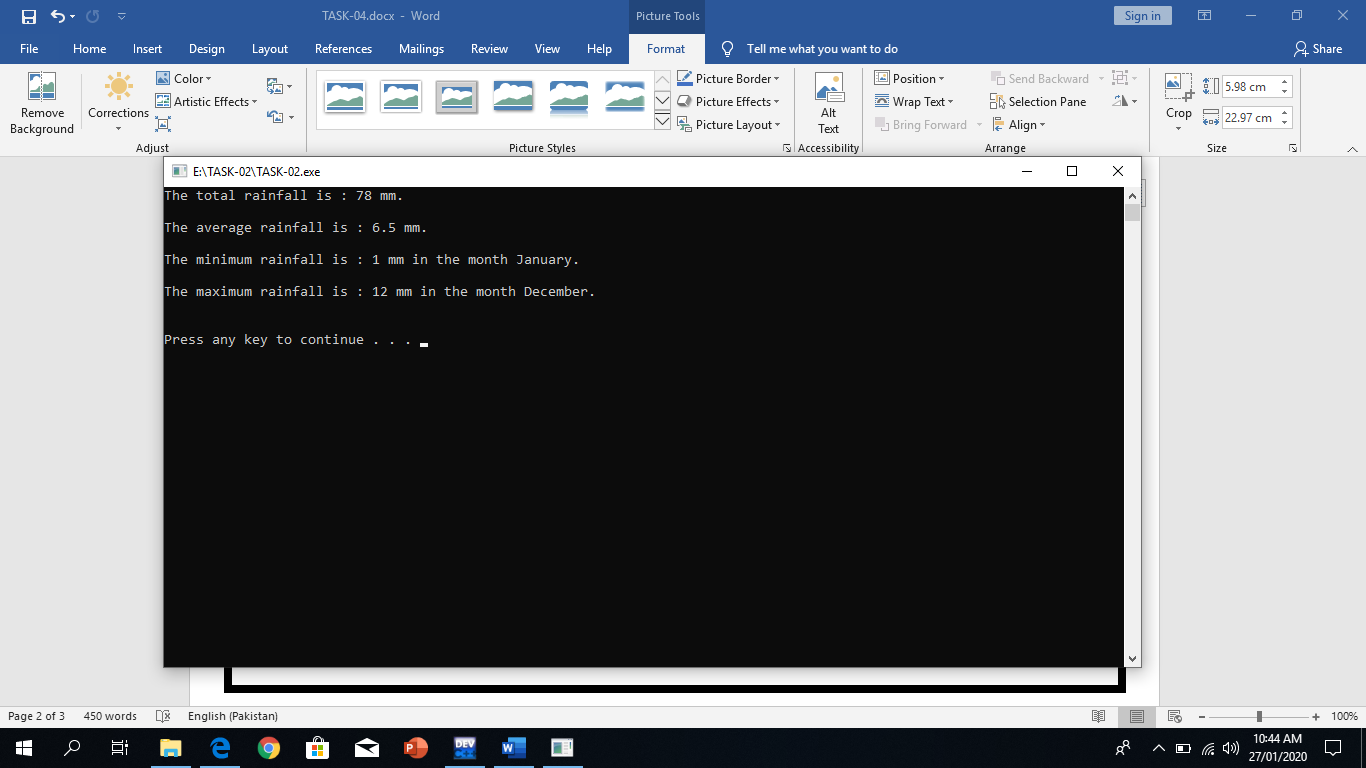 TASK-04.docx - Word
Picture Tools
Sign in
File Home Insert Design Layout References Mailings Review View Help Format Tell me what you want to do Share
Remove Background
Corrections
Color
Artistic Effects
Adjust
Picture Styles
Picture Border
Picture Effects
Picture Layout
Alt Text
Accessibility
Position
Wrap Text
Bring Forward
Send Backward
Selection Pane
Align
Arrange
Crop
5.98 cm
22.97 cm
Size
E:\TASK-02\TASK-02.exe
The total rainfall is : 78 mm.
The average rainfall is : 6.5 mm.
The minimum rainfall is : 1 mm in the month January.
The maximum rainfall is : 12 mm in the month December.
Press any key to continue . . .
Page 2 of 3 450 words English (Pakistan) 100%
DEV
10:44 AM
27/01/2020